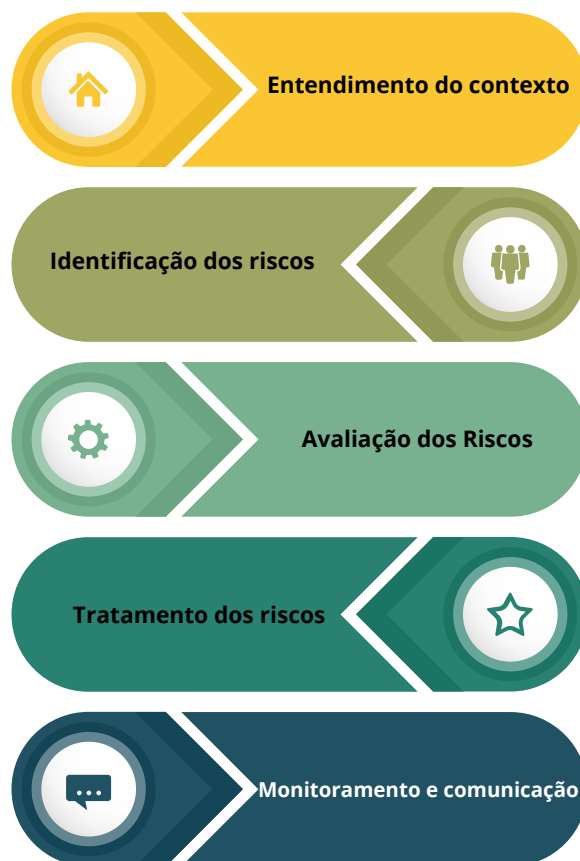 Entendimento do contexto
Identificação dos riscos
Avaliação dos Riscos
Tratamento dos riscos
Monitoramento e comunicação